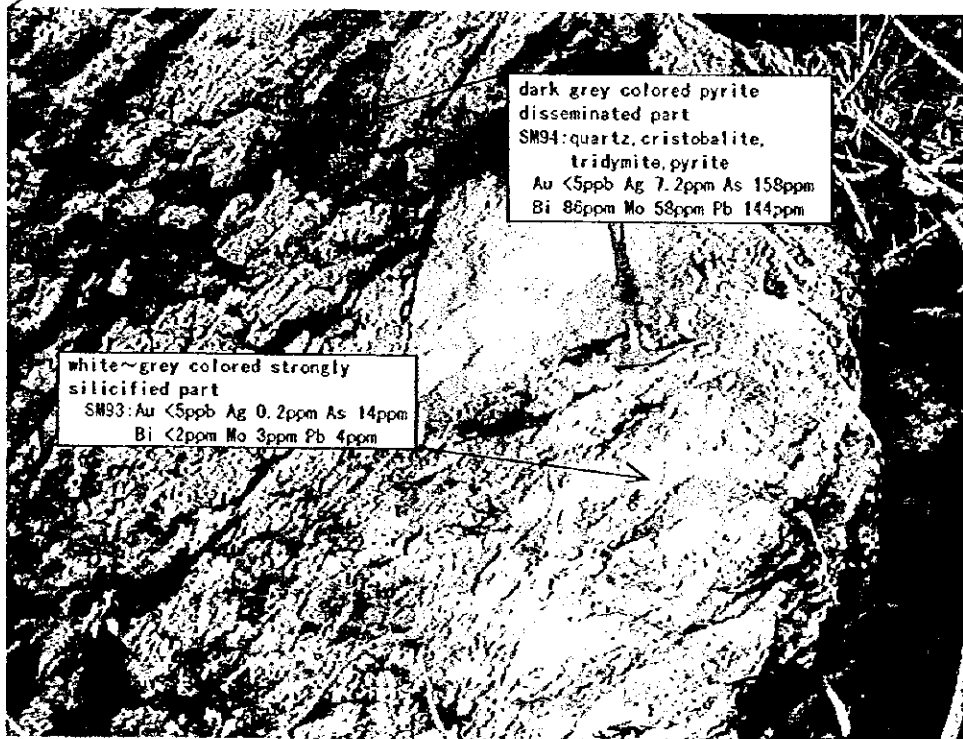 dark grey colored pyrite
disseminated part
SM94:quartz,cristobalite,
tridymite,pyrite
Au <5ppb Ag 7.2ppm As 158ppm
Bi 86ppm Mo 58ppm Pb 144ppm
white~grey colored strongly
silicified part
SM93:Au <5ppb Ag 0.2ppm As 14ppm
Bi <2ppm Mo 3ppm Pb 4ppm